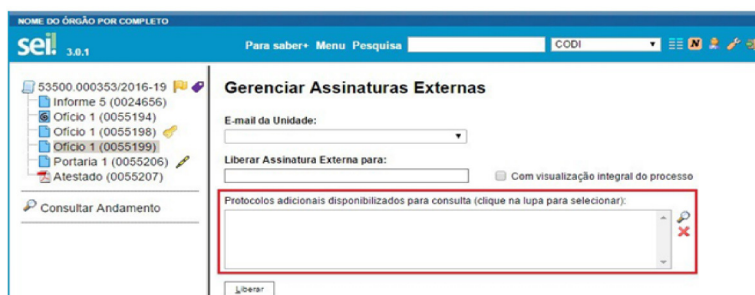 NOME DO ÓRGÃO POR COMPLETO
sei! 3.0.1 Para saber+ Menu Pesquisa CODI
53500.000353/2016-19
Informe 5 (0024656)
Ofício 1 (0055194)
Ofício 1 (0055198)
Ofício 1 (0055199)
Portaria 1 (0055206)
Atestado (0055207)
Consultar Andamento
Gerenciar Assinaturas Externas
E-mail da Unidade:
Liberar Assinatura Externa para:
Com visualização integral do processo
Protocolos adicionais disponibilizados para consulta (clique na lupa para selecionar):
Liberar